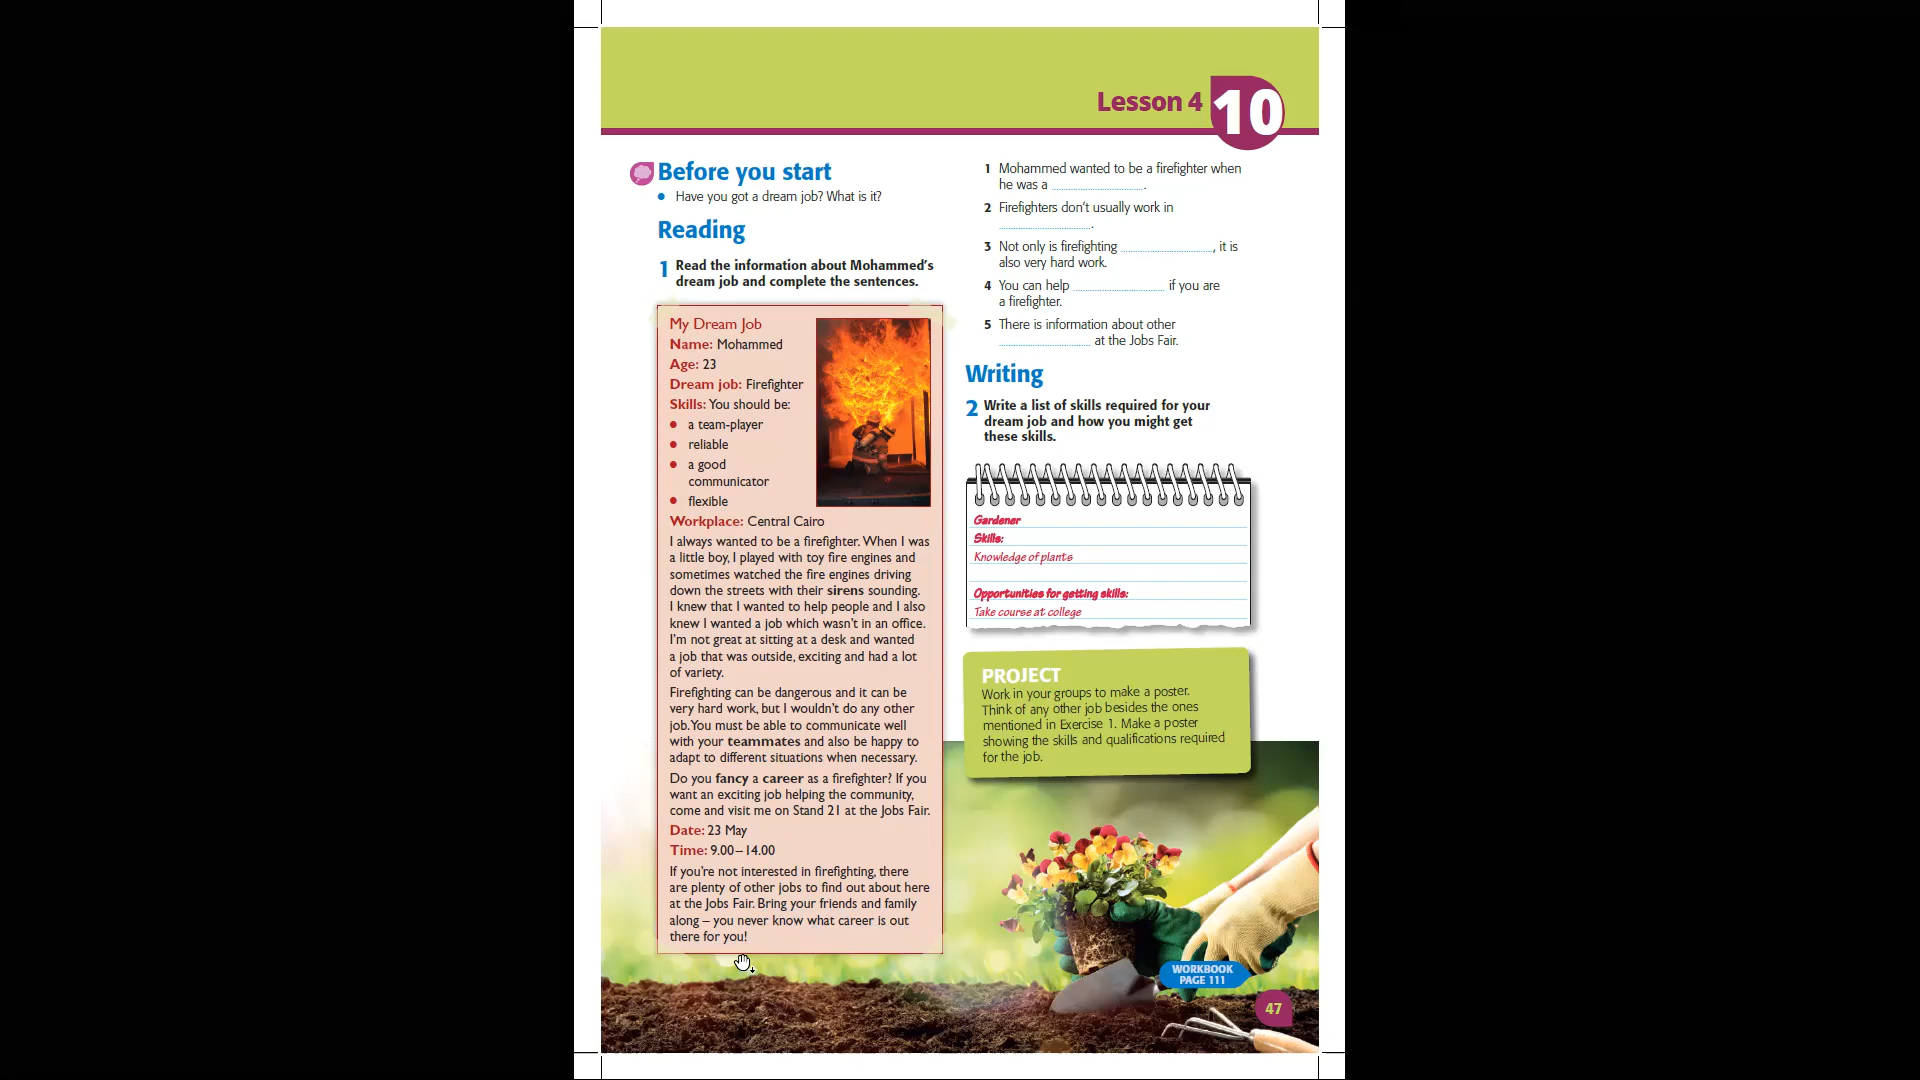 Lesson 4 10
Before you start
• Have you got a dream job? What is it?
Reading
1 Read the information about Mohammed's
dream job and complete the sentences.
My Dream Job
Name: Mohammed
Age: 23
Dream job: Firefighter
Skills: You should be:
• a team-player
• reliable
• a good
communicator
• flexible
Workplace: Central Cairo
I always wanted to be a firefighter. When I was
a little boy, I played with toy fire engines and
sometimes watched the fire engines driving
down the streets with their sirens sounding.
I knew that I wanted to help people and I also
knew I wanted a job which wasn't in an office.
I'm not great at sitting at a desk and wanted
a job that was outside, exciting and had a lot
of variety.
Firefighting can be dangerous and it can be
very hard work, but I wouldn't do any other
job. You must be able to communicate well
with your teammates and also be happy to
adapt to different situations when necessary.
Do you fancy a career as a firefighter? If you
want an exciting job helping the community,
come and visit me on Stand 21 at the Jobs Fair.
Date: 23 May
Time: 9.00–14.00
If you're not interested in firefighting, there
are plenty of other jobs to find out about here
at the Jobs Fair. Bring your friends and family
along – you never know what career is out
there for you!
1 Mohammed wanted to be a firefighter when
he was a ....................
2 Firefighters don't usually work in
....................
3 Not only is firefighting ...................., it is
also very hard work.
4 You can help .................... if you are
a firefighter.
5 There is information about other
.................... at the Jobs Fair.
Writing
2 Write a list of skills required for your
dream job and how you might get
these skills.
Gardener
Skills:
Knowledge of plants
Opportunities for getting skills:
Take course at college
PROJECT
Work in your groups to make a poster.
Think of any other job besides the ones
mentioned in Exercise 1. Make a poster
showing the skills and qualifications required
for the job.
WORKBOOK
PAGE 111
47